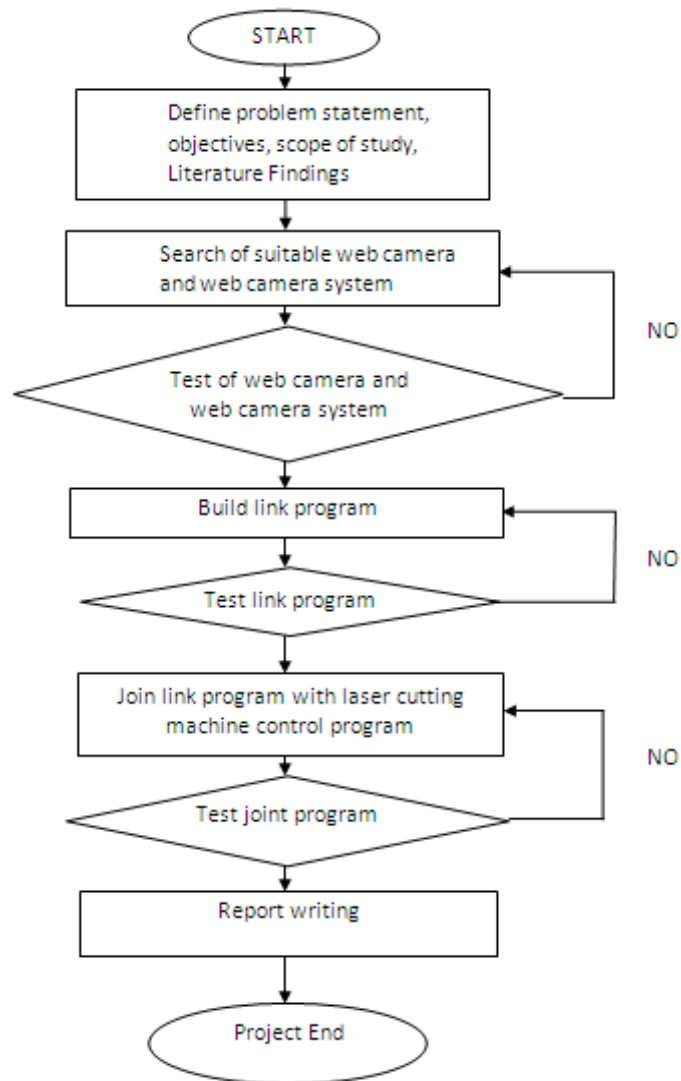 START
Define problem statement,
objectives, scope of study,
Literature Findings
Search of suitable web camera
and web camera system
NO
Test of web camera and
web camera system
Build link program
NO
Test link program
Join link program with laser cutting
machine control program
NO
Test joint program
Report writing
Project End